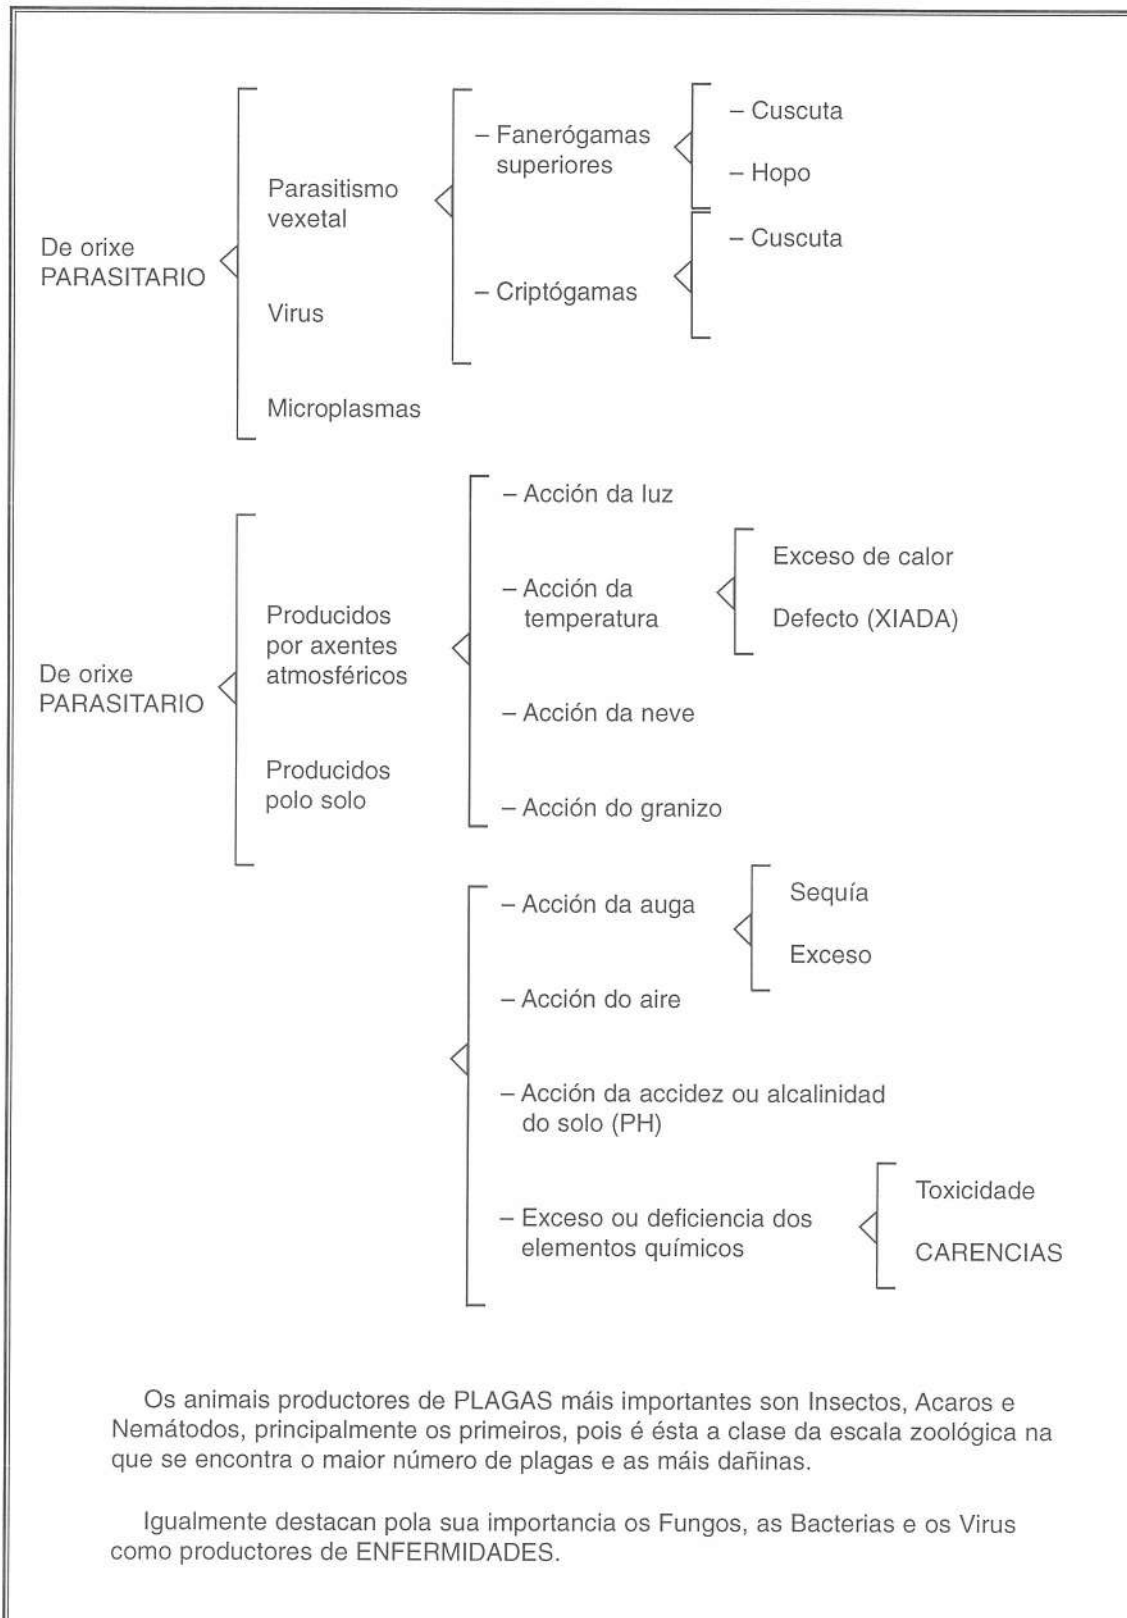 De orixe
PARASITARIO
Parasitismo
vexetal
– Fanerógamas
superiores
– Cuscuta
– Hopo
– Criptógamas
– Cuscuta
Virus
Microplasmas
De orixe
PARASITARIO
Producidos
por axentes
atmosféricos
– Acción da luz
– Acción da
temperatura
Exceso de calor
Defecto (XIADA)
– Acción da neve
– Acción do granizo
Producidos
polo solo
– Acción da auga
Sequía
Exceso
– Acción do aire
– Acción da accidez ou alcalinidad
do solo (PH)
– Exceso ou deficiencia dos
elementos químicos
Toxicidade
CARENCIAS
Os animais productores de PLAGAS máis importantes son Insectos, Acaros e
Nemátodos, principalmente os primeiros, pois é ésta a clase da escala zoológica na
que se encontra o maior número de plagas e as máis dañinas.
Igualmente destacan pola sua importancia os Fungos, as Bacterias e os Virus
como productores de ENFERMIDADES.